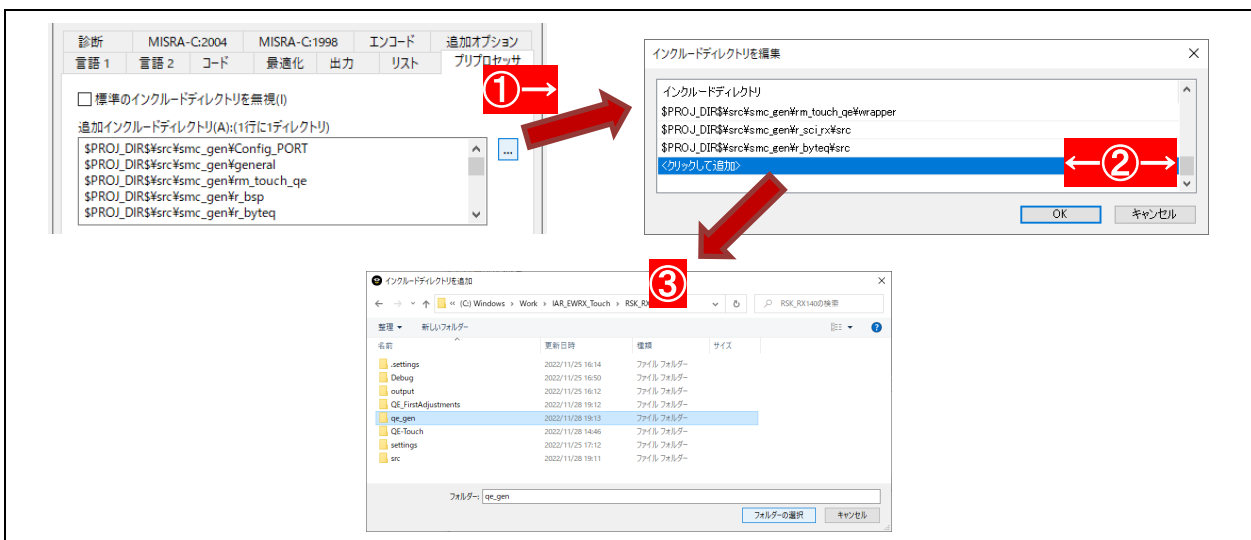 診断 MISRA-C:2004 MISRA-C:1998 エンコード 追加オプション
言語 1 言語 2 コード 最適化 出力 リスト プリプロセッサ
標準のインクルードディレクトリを無視(I)
追加インクルードディレクトリ(A):(1行に1ディレクトリ)
$PROJ_DIR$¥src¥smc_gen¥Config_PORT
$PROJ_DIR$¥src¥smc_gen¥general
$PROJ_DIR$¥src¥smc_gen¥rm_touch_qe
$PROJ_DIR$¥src¥smc_gen¥r_bsp
$PROJ_DIR$¥src¥smc_gen¥r_byteq
...
①→
インクルードディレクトリを編集
インクルードディレクトリ
$PROJ_DIR$¥src¥smc_gen¥rm_touch_qe¥wrapper
$PROJ_DIR$¥src¥smc_gen¥r_sci_rx¥src
$PROJ_DIR$¥src¥smc_gen¥r_byteq¥src
<クリックして追加>
←②→
OK キャンセル
③
インクルードディレクトリを追加
« (C:) Windows › Work › IAR_EWRX_Touch › RSK_RX RSK_RX140の検索
整理 新しいフォルダー
名前 更新日時 種類 サイズ
.settings 2022/11/25 16:14 ファイル フォルダー
Debug 2022/11/25 16:50 ファイル フォルダー
output 2022/11/25 16:12 ファイル フォルダー
QE_FirstAdjustments 2022/11/28 19:12 ファイル フォルダー
qe_gen 2022/11/28 19:13 ファイル フォルダー
QE-Touch 2022/11/28 14:46 ファイル フォルダー
settings 2022/11/25 17:12 ファイル フォルダー
src 2022/11/28 19:11 ファイル フォルダー
フォルダー: qe_gen
フォルダーの選択 キャンセル